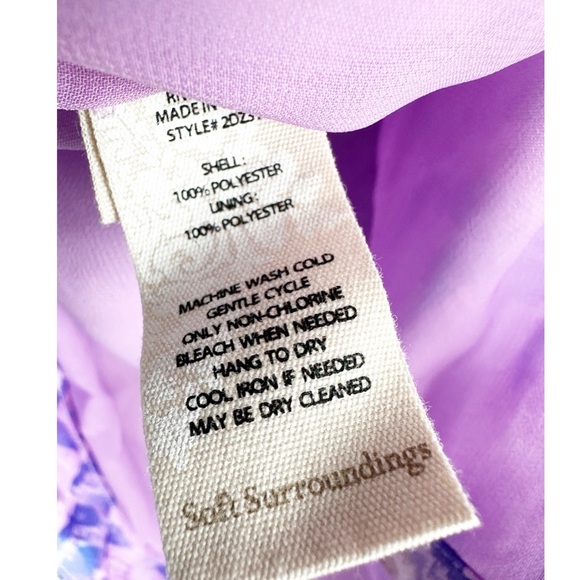 MADE IN
STYLE#
SHELL:
100% POLYESTER
LINING:
100% POLYESTER
MACHINE WASH COLD
GENTLE CYCLE
ONLY NON-CHLORINE
BLEACH WHEN NEEDED
HANG TO DRY
COOL IRON IF NEEDED
MAY BE DRY CLEANED
Soft Surroundings